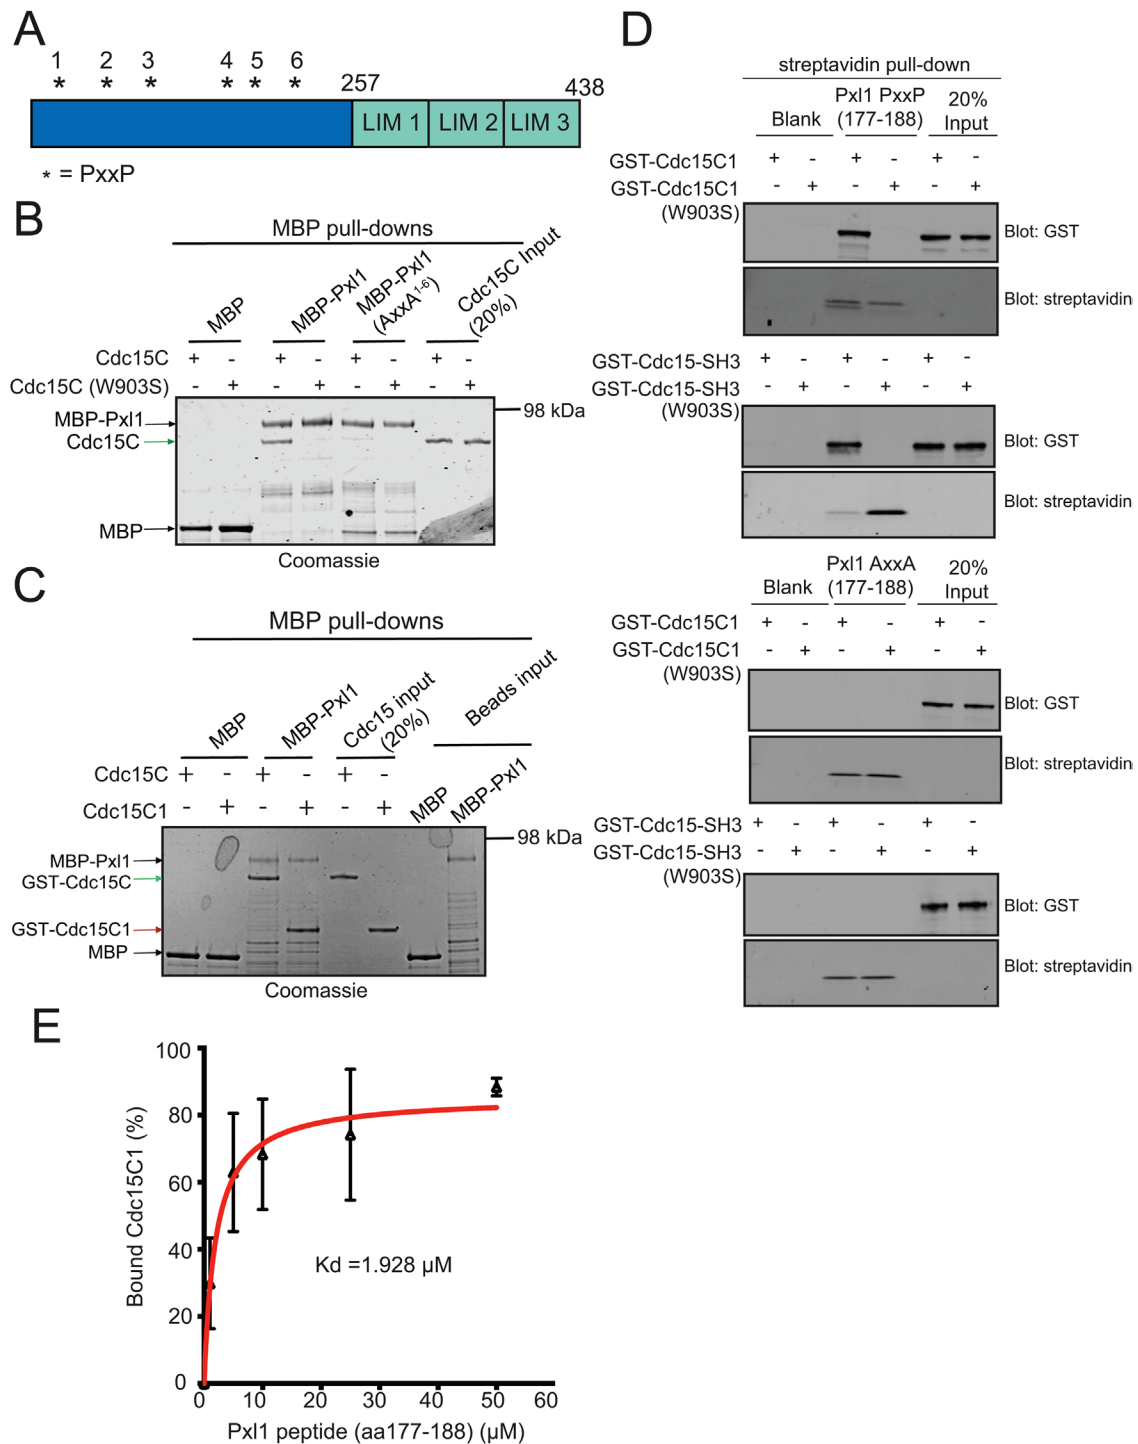 A
1 2 3 4 5 6
* * * * * *
257
438
LIM 1 LIM 2 LIM 3
* = PxxP
B
MBP pull-downs
MBP
MBP-Pxl1
MBP-Pxl1
(AxxA1-6)
Cdc15C Input
(20%)
Cdc15C + - + - + - + -
Cdc15C (W903S) - + - + - + - +
98 kDa
MBP-Pxl1
Cdc15C
MBP
Coomassie
C
MBP pull-downs
MBP
MBP-Pxl1
Cdc15 input
(20%)
Beads input
Cdc15C + - + - + -
Cdc15C1 - + - + - +
MBP
MBP-Pxl1
98 kDa
MBP-Pxl1
GST-Cdc15C
GST-Cdc15C1
MBP
Coomassie
D
streptavidin pull-down
Blank
Pxl1 PxxP
(177-188)
20%
Input
GST-Cdc15C1 + - + - + -
GST-Cdc15C1 - + - + - +
(W903S)
Blot: GST
Blot: streptavidin
GST-Cdc15-SH3 + - + - + -
GST-Cdc15-SH3 - + - + - +
(W903S)
Blot: GST
Blot: streptavidin
Blank
Pxl1 AxxA
(177-188)
20%
Input
GST-Cdc15C1 + - + - + -
GST-Cdc15C1 - + - + - +
(W903S)
Blot: GST
Blot: streptavidin
GST-Cdc15-SH3 + - + - + -
GST-Cdc15-SH3 - + - + - +
(W903S)
Blot: GST
Blot: streptavidin
E
Bound Cdc15C1 (%)
100
80
60
40
20
0
Kd =1.928 µM
0 10 20 30 40 50 60
Pxl1 peptide (aa177-188) (µM)